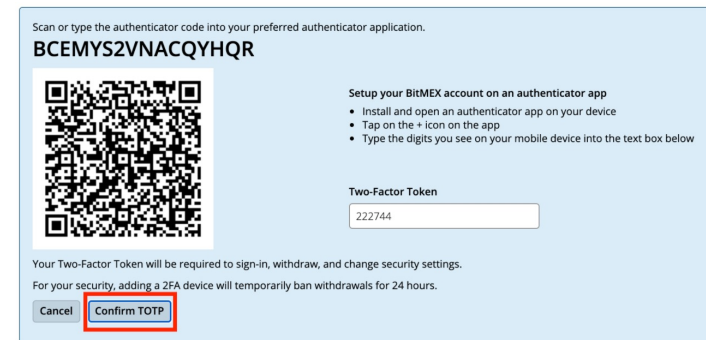 Scan or type the authenticator code into your preferred authenticator application.
BCEMYS2VNACQYHQR
Setup your BitMEX account on an authenticator app
• Install and open an authenticator app on your device
• Tap on the + icon on the app
• Type the digits you see on your mobile device into the text box below
Two-Factor Token
222744
Your Two-Factor Token will be required to sign-in, withdraw, and change security settings.
For your security, adding a 2FA device will temporarily ban withdrawals for 24 hours.
Cancel Confirm TOTP